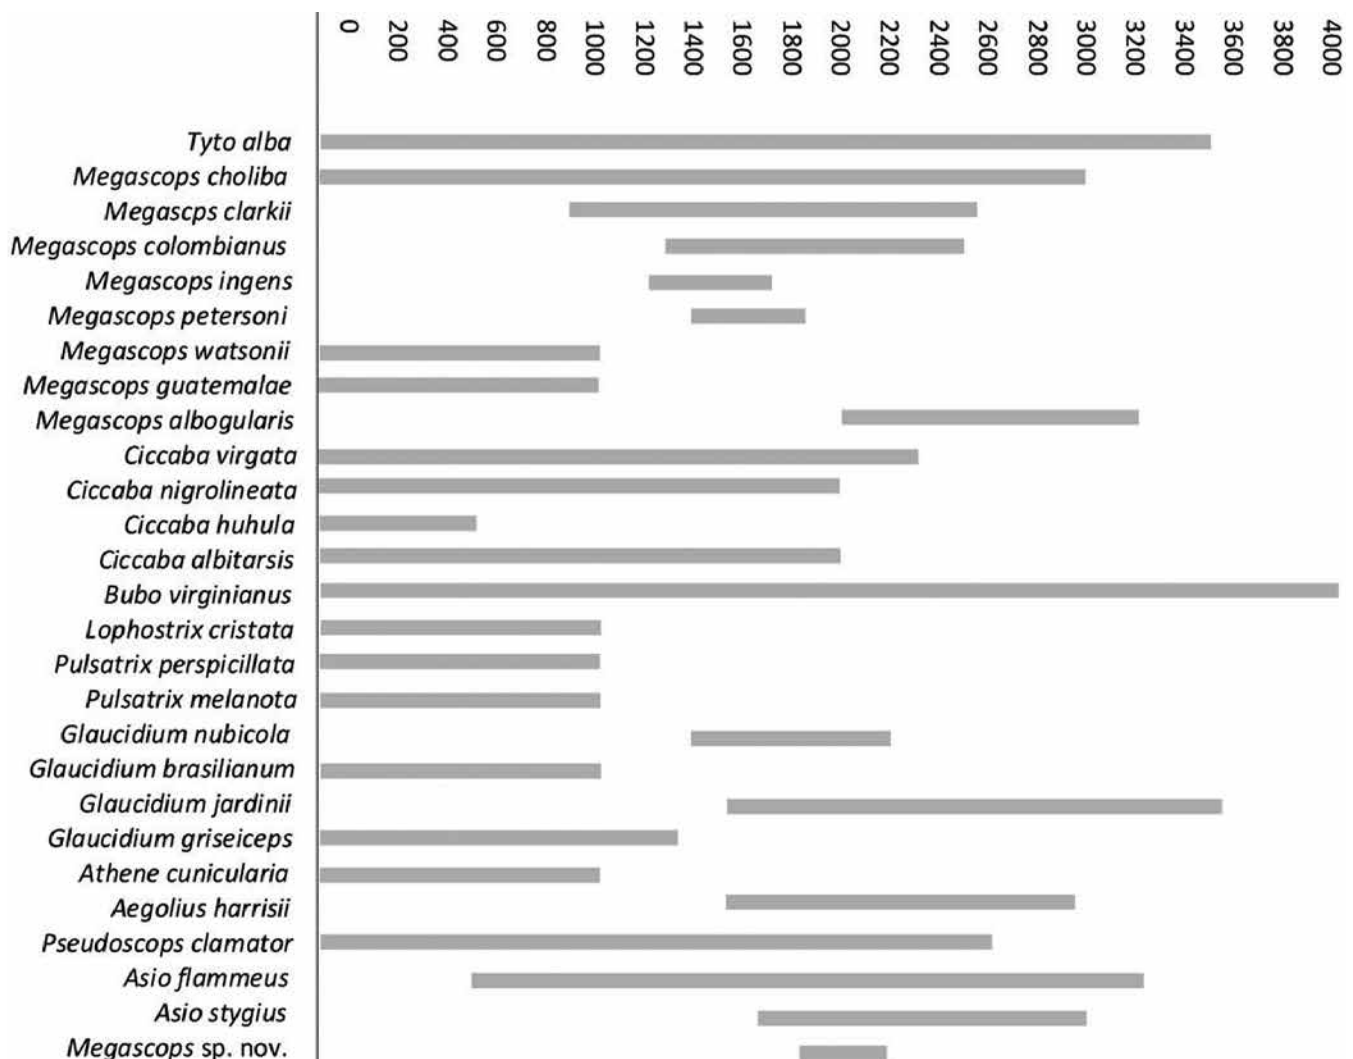 0 200 400 600 800 1000 1200 1400 1600 1800 2000 2200 2400 2600 2800 3000 3200 3400 3600 3800 4000
Tyto alba
Megascops choliba
Megascps clarkii
Megascops colombianus
Megascops ingens
Megascops petersoni
Megascops watsonii
Megascops guatemalae
Megascops albogularis
Ciccaba virgata
Ciccaba nigrolineata
Ciccaba huhula
Ciccaba albitarsis
Bubo virginianus
Lophostrix cristata
Pulsatrix perspicillata
Pulsatrix melanota
Glaucidium nubicola
Glaucidium brasilianum
Glaucidium jardinii
Glaucidium griseiceps
Athene cunicularia
Aegolius harrisii
Pseudoscops clamator
Asio flammeus
Asio stygius
Megascops sp. nov.